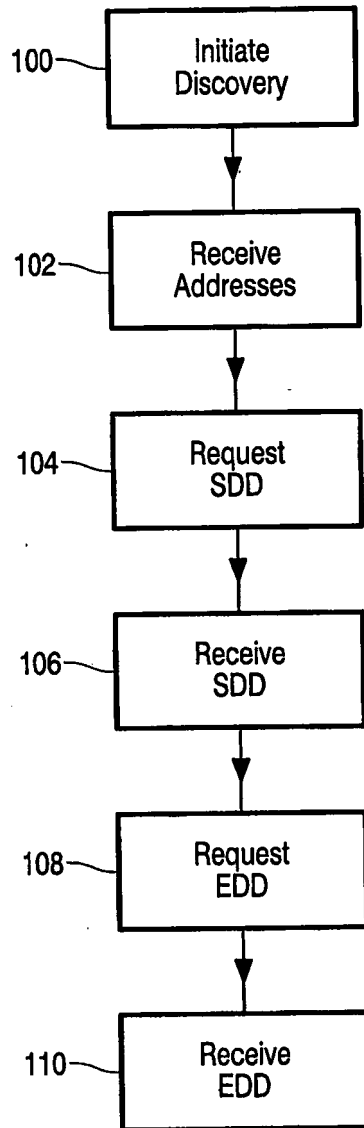 100
Initiate
Discovery
102
Receive
Addresses
104
Request
SDD
106
Receive
SDD
108
Request
EDD
110
Receive
EDD